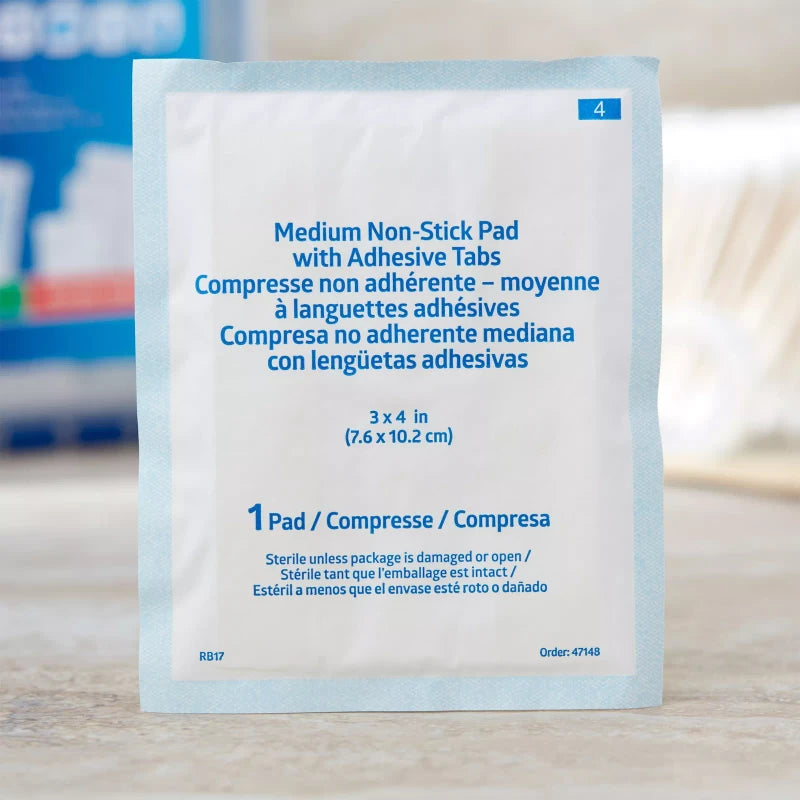 4
Medium Non-Stick Pad
with Adhesive Tabs
Compresse non adhérente – moyenne
à languettes adhésives
Compresa no adherente mediana
con lengüetas adhesivas
3 x 4 in
(7.6 x 10.2 cm)
1 Pad / Compresse / Compresa
Sterile unless package is damaged or open /
Stérile tant que l'emballage est intact /
Estéril a menos que el envase esté roto o dañado
RB17
Order: 47148